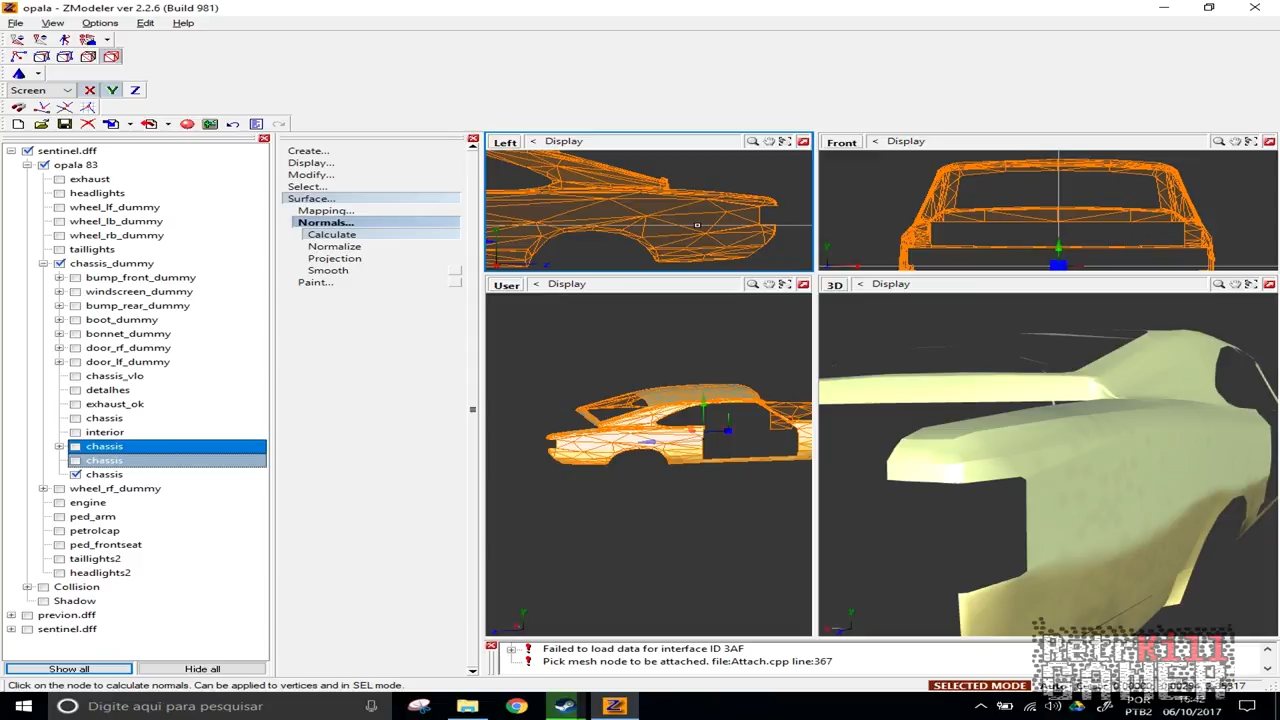 opala - ZModeler ver 2.2.6 (Build 981)
File View Options Edit Help
Screen X Y Z
sentinel.dff
opala 83
exhaust
headlights
wheel_lf_dummy
wheel_lb_dummy
wheel_rb_dummy
taillights
chassis_dummy
bump_front_dummy
windscreen_dummy
bump_rear_dummy
boot_dummy
bonnet_dummy
door_rf_dummy
door_lf_dummy
chassis_vlo
detalhes
exhaust_ok
chassis
interior
chassis
chassis
chassis
wheel_rf_dummy
engine
ped_arm
petrolcap
ped_frontseat
taillights2
headlights2
Collision
Shadow
previon.dff
sentinel.dff
Show all Hide all
Create...
Display...
Modify...
Select...
Surface...
Mapping...
Normals...
Calculate
Normalize
Projection
Smooth
Paint...
Left < Display
Front < Display
User < Display
3D < Display
Failed to load data for interface ID 3AF
Pick mesh node to be attached. file:Attach.cpp line:367
Click on the node to calculate normals. Can be applied to vertices and in SEL mode.
SELECTED MODE
Digite aqui para pesquisar
POR
PTB2
06/10/2017